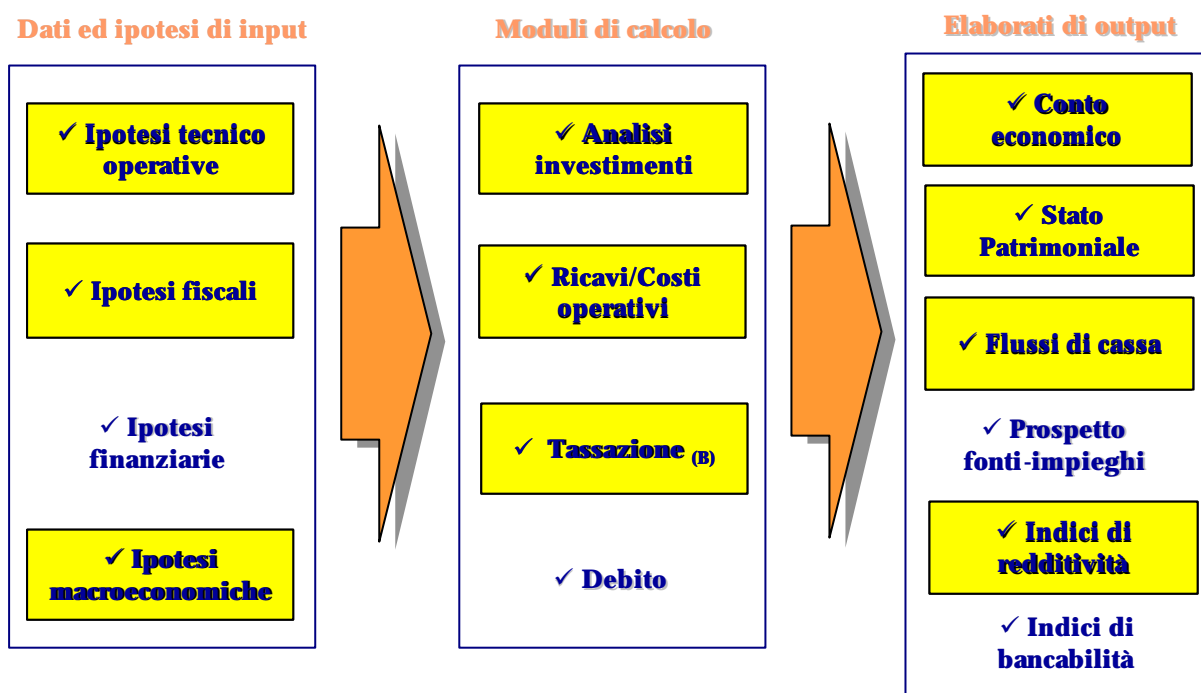 Dati ed ipotesi di input
✓ Ipotesi tecnico
operative
✓ Ipotesi fiscali
✓ Ipotesi
finanziarie
✓ Ipotesi
macroeconomiche
Moduli di calcolo
✓ Analisi
investimenti
✓ Ricavi/Costi
operativi
✓ Tassazione (B)
✓ Debito
Elaborati di output
✓ Conto
economico
✓ Stato
Patrimoniale
✓ Flussi di cassa
✓ Prospetto
fonti-impieghi
✓ Indici di
redditività
✓ Indici di
bancabilità